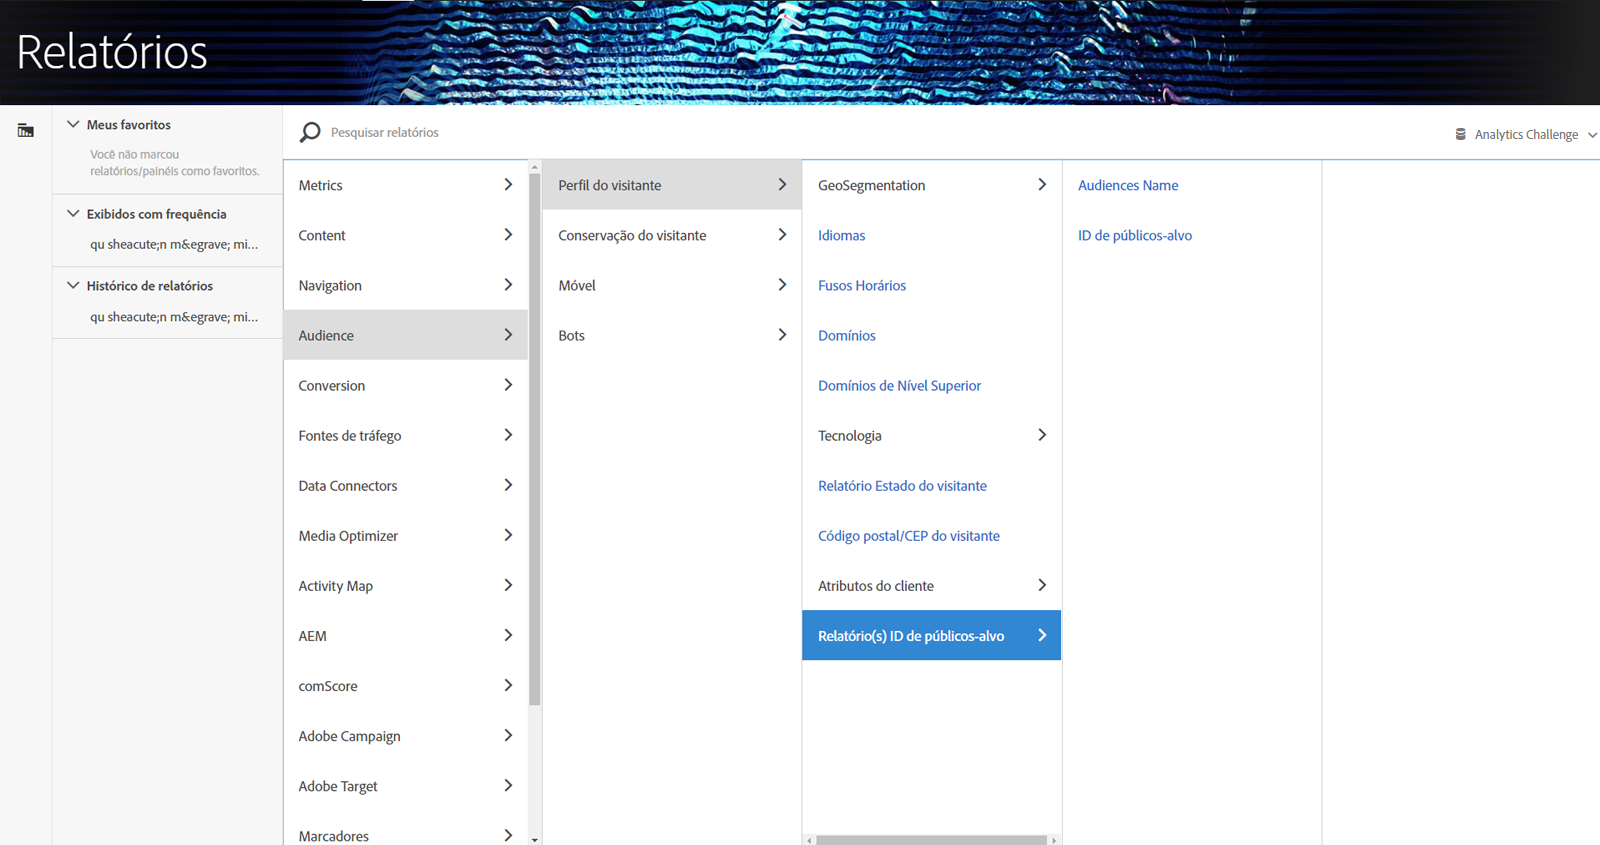 Relatórios
Meus favoritos
Você não marcou
relatórios/painéis como favoritos.
Exibidos com frequência
qu sheacute;n m&egrave; mi...
Histórico de relatórios
qu sheacute;n m&egrave; mi...
Pesquisar relatórios
Analytics Challenge
Metrics
Content
Navigation
Audience
Conversion
Fontes de tráfego
Data Connectors
Media Optimizer
Activity Map
AEM
comScore
Adobe Campaign
Adobe Target
Marcadores
Perfil do visitante
Conservação do visitante
Móvel
Bots
GeoSegmentation
Idiomas
Fusos Horários
Domínios
Domínios de Nível Superior
Tecnologia
Relatório Estado do visitante
Código postal/CEP do visitante
Atributos do cliente
Relatório(s) ID de públicos-alvo
Audiences Name
ID de públicos-alvo